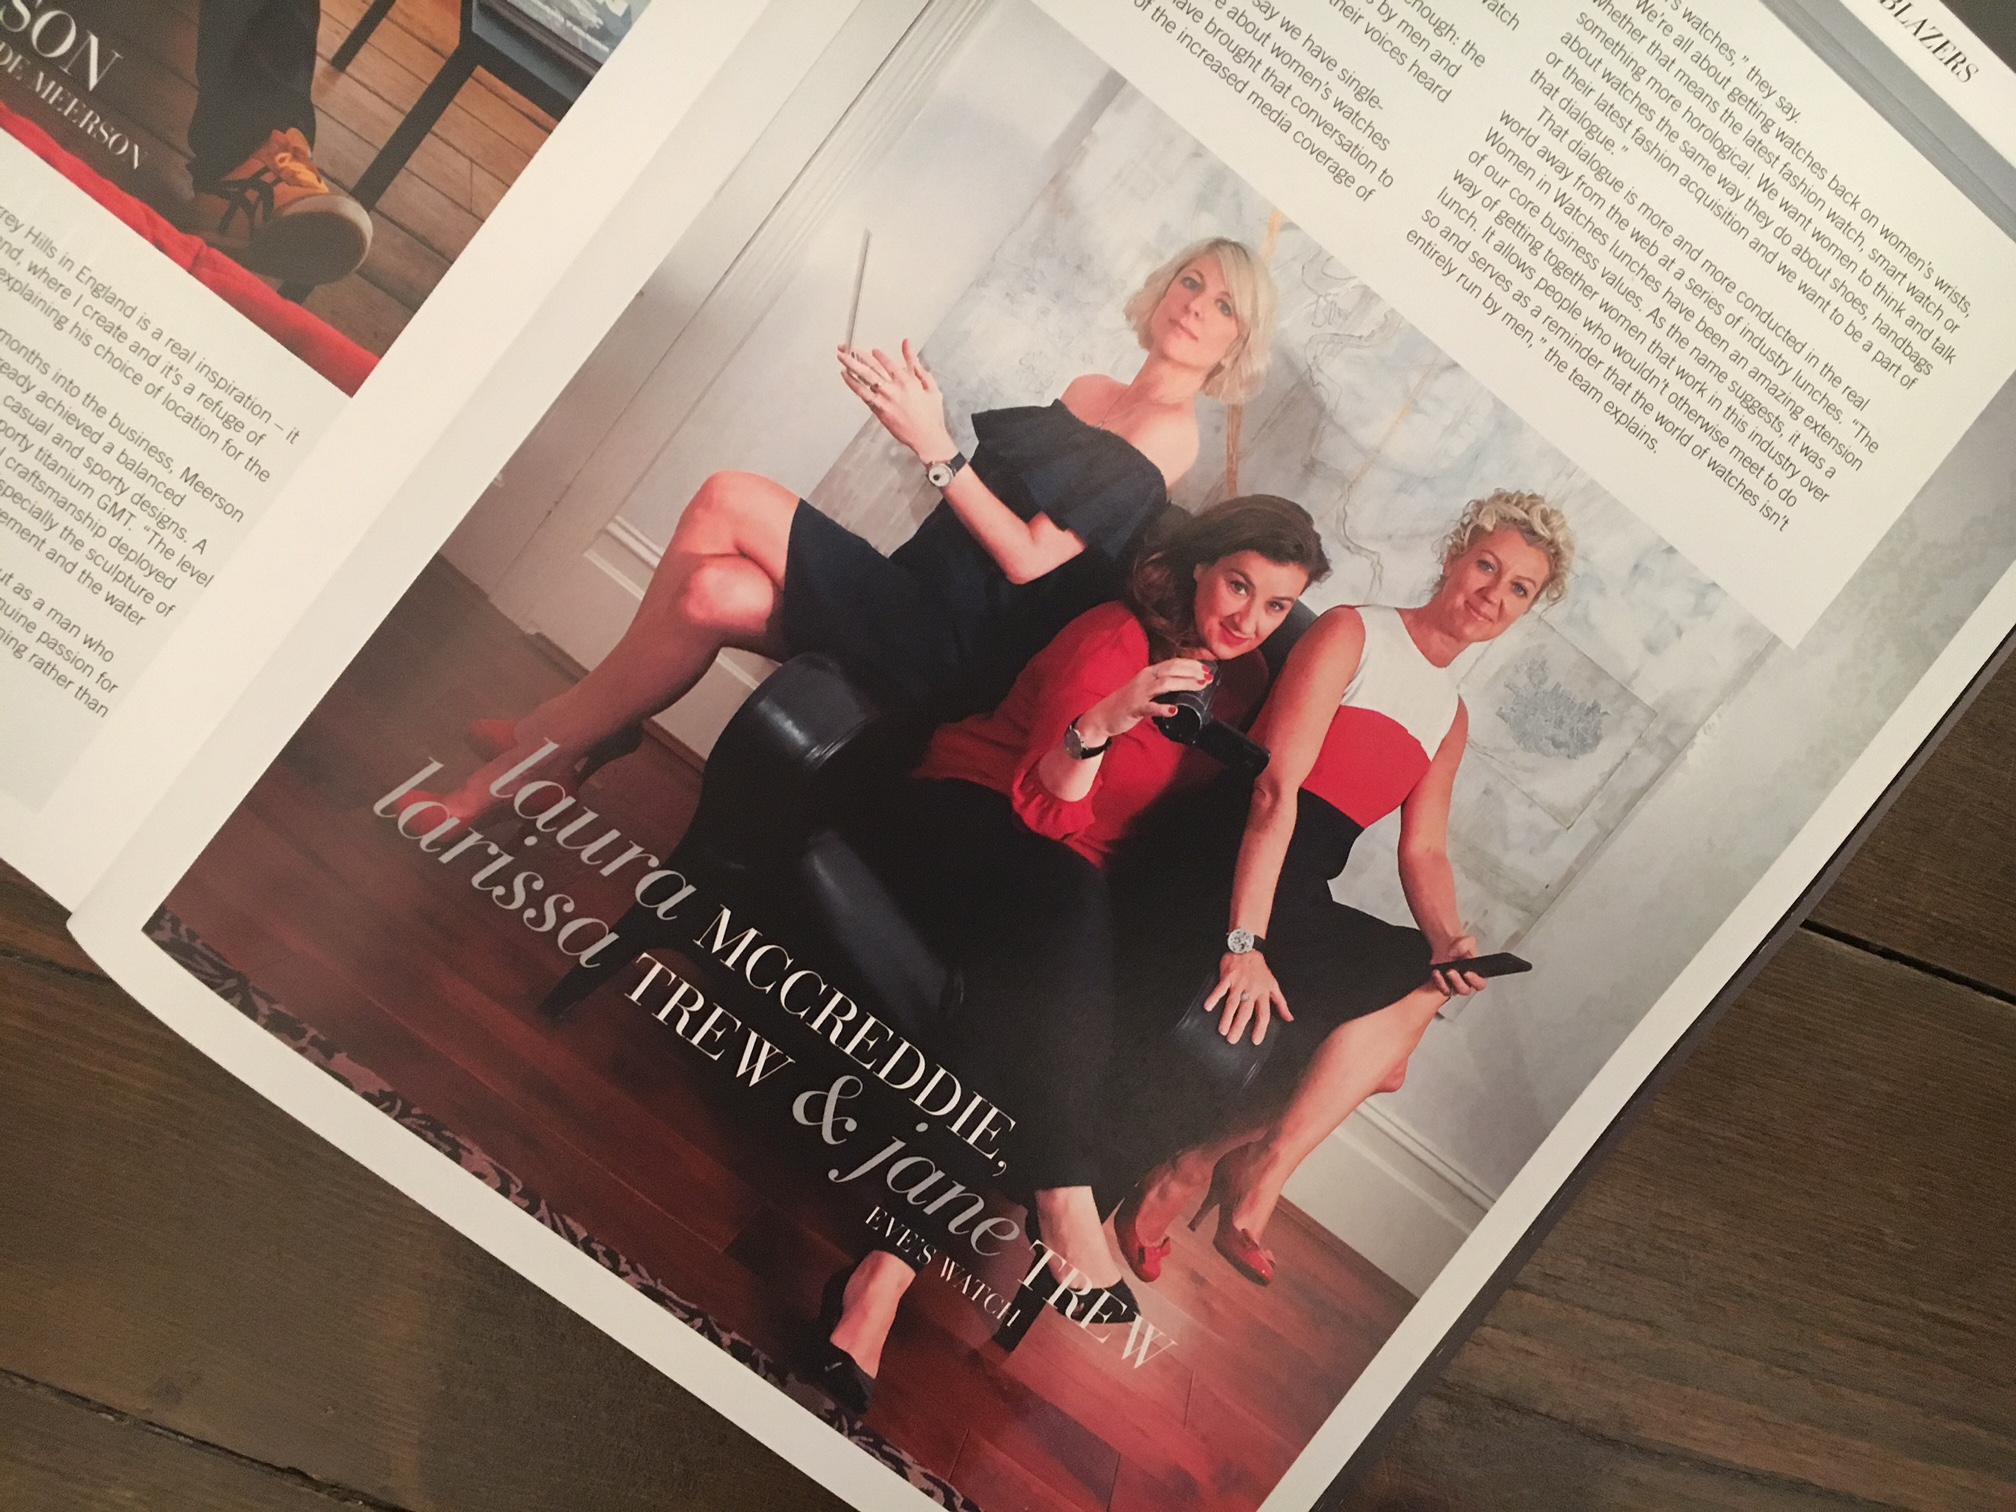 SON
DE MEERSON
rey Hills in England is a real inspiration – it
nd, where I create and it's a refuge of
explaining his choice of location for the
months into the business, Meerson
eady achieved a balanced
casual and sporty designs. A
porty titanium GMT. "The level
l craftsmanship deployed
specially the sculpture of
ement and the water
ut as a man who
nuine passion for
ning rather than
enough: the
s by men and
heir voices heard
say we have single-
e about women's watches
ave brought that conversation to
of the increased media coverage of
atch
BLAZERS
's watches," they say.
We're all about getting watches back on women's wrists,
whether that means the latest fashion watch, smart watch or
something more horological. We want women to think and talk
about watches the same way they do about shoes, handbags
or their latest fashion acquisition and we want to be a part of
that dialogue."
That dialogue is more and more conducted in the real
world away from the web at a series of industry lunches. "The
Women in Watches lunches have been an amazing extension
of our core business values. As the name suggests, it was a
way of getting together women that work in this industry over
lunch, it allows people who wouldn't otherwise meet to do
so and serves as a reminder that the world of watches isn't
entirely run by men," the team explains.
laura MCCREDDIE,
larissa TREW & jane TREW
EVE'S WATCH